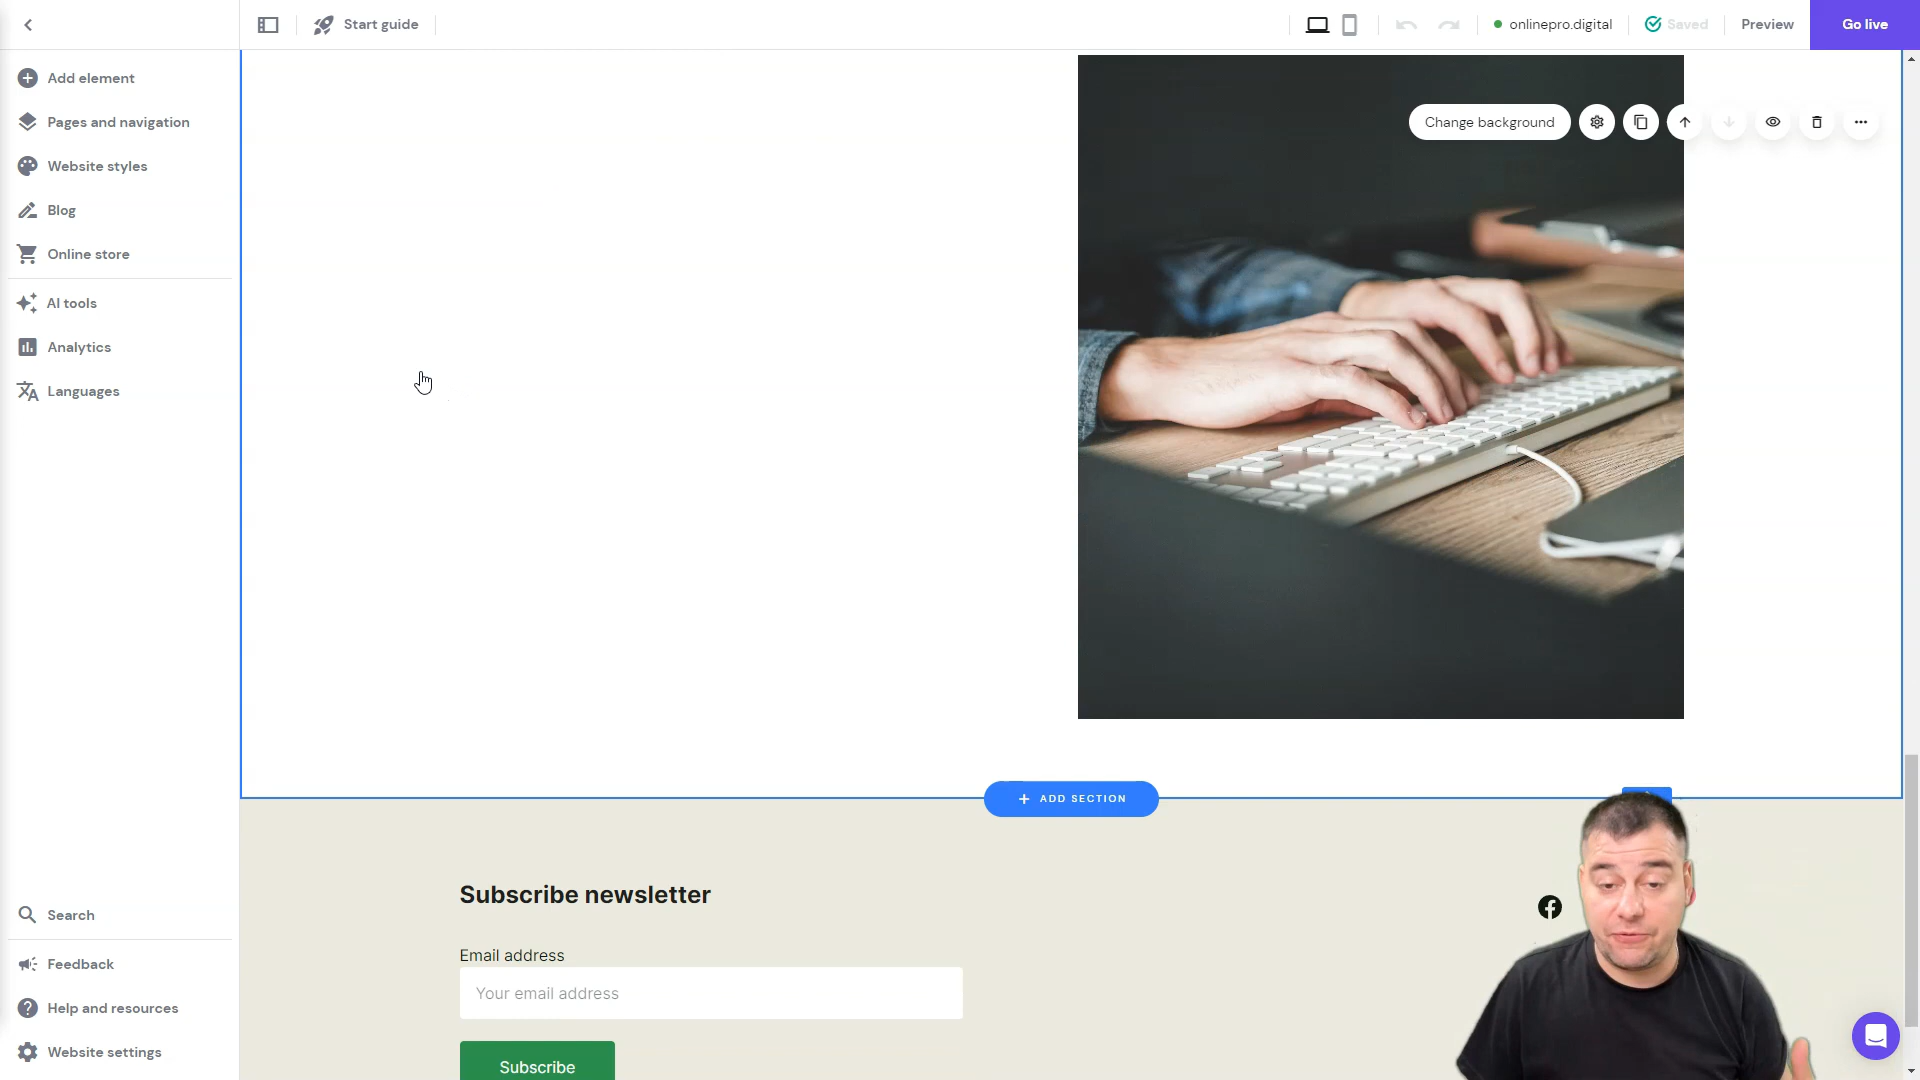 Start guide
onlinepro.digital
Saved
Preview
Go live
Add element
Pages and navigation
Website styles
Blog
Online store
AI tools
Analytics
Languages
Search
Feedback
Help and resources
Website settings
Change background
ADD SECTION
Subscribe newsletter
Email address
Your email address
Subscribe